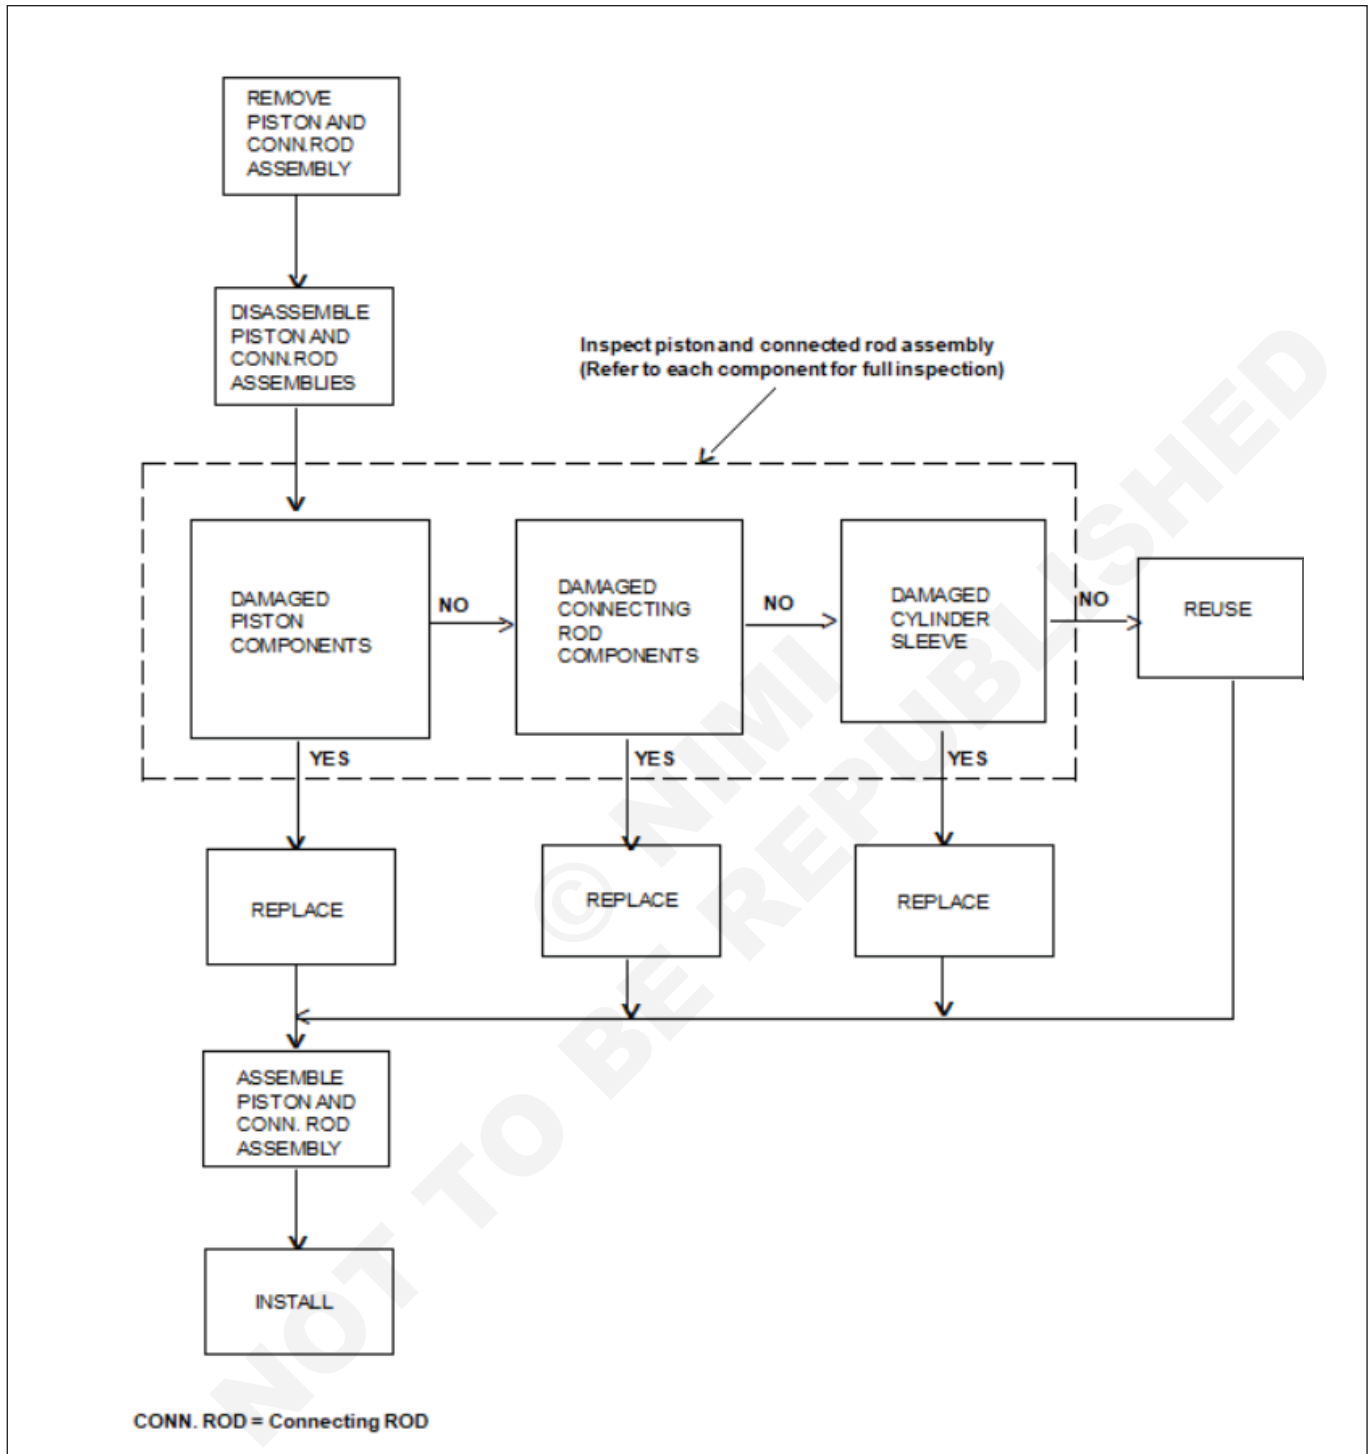 REMOVE
PISTON AND
CONN.ROD
ASSEMBLY
DISASSEMBLE
PISTON AND
CONN.ROD
ASSEMBLIES
Inspect piston and connected rod assembly
(Refer to each component for full inspection)
DAMAGED
PISTON
COMPONENTS
NO
DAMAGED
CONNECTING
ROD
COMPONENTS
NO
DAMAGED
CYLINDER
SLEEVE
NO
REUSE
YES
YES
YES
REPLACE
REPLACE
REPLACE
ASSEMBLE
PISTON AND
CONN. ROD
ASSEMBLY
INSTALL
CONN. ROD = Connecting ROD
© NIMI
NOT TO BE REPUBLISHED